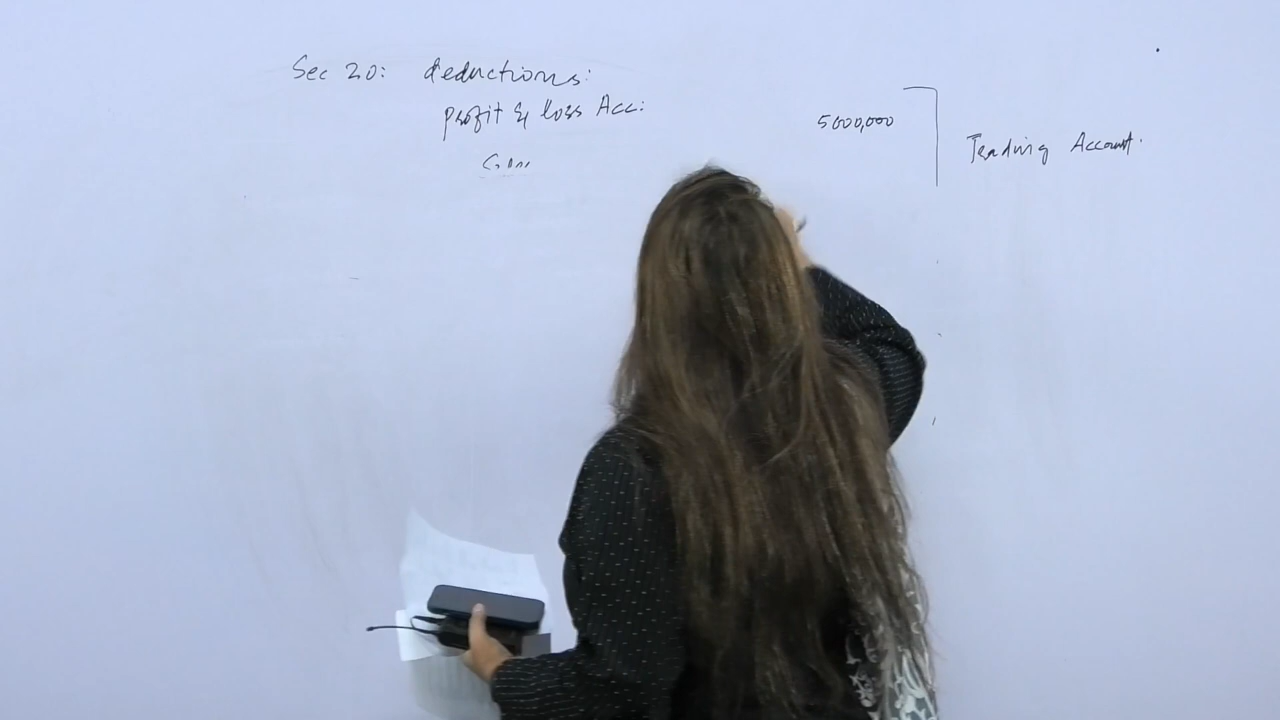 Sec 20: deductions:
profit & loss Acc:
5000,000
Trading Account.